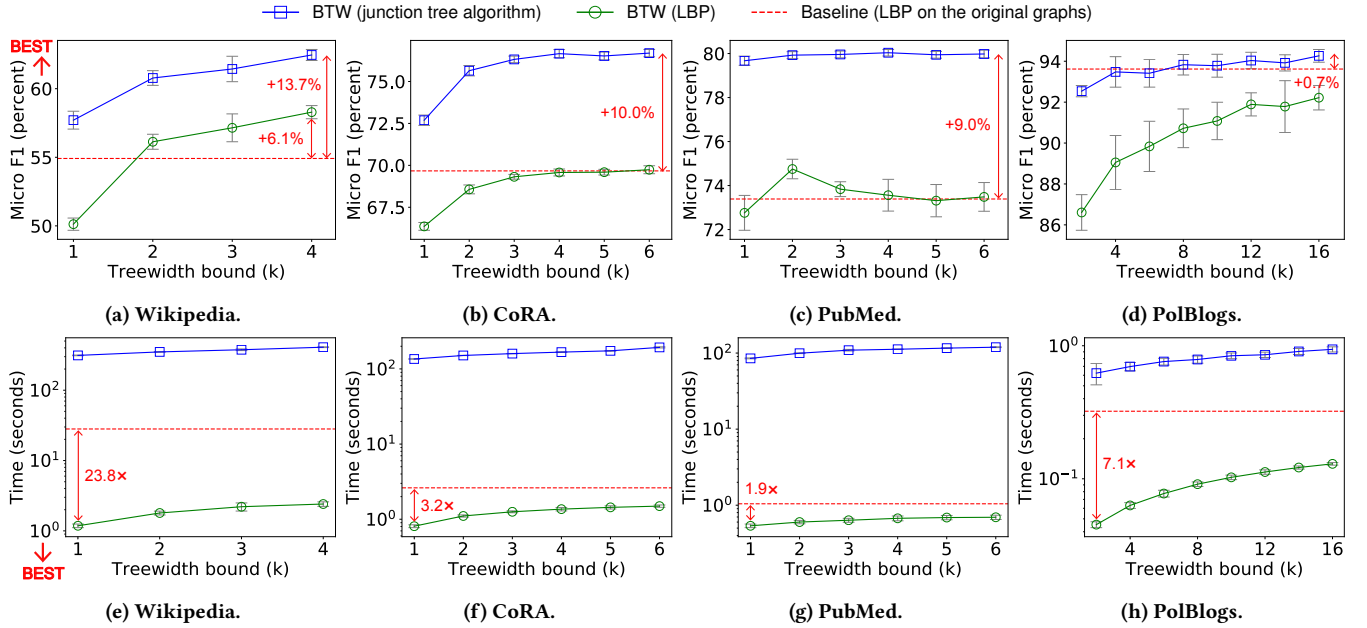 BTW (junction tree algorithm) BTW (LBP) Baseline (LBP on the original graphs)
BEST
Micro F1 (percent)
60
55
50
+13.7%
+6.1%
1 2 3 4
Treewidth bound (k)
(a) Wikipedia.
Micro F1 (percent)
75.0
72.5
70.0
67.5
+10.0%
1 2 3 4 5 6
Treewidth bound (k)
(b) CoRA.
Micro F1 (percent)
80
78
76
74
72
+9.0%
1 2 3 4 5 6
Treewidth bound (k)
(c) PubMed.
Micro F1 (percent)
94
92
90
88
86
+0.7%
4 8 12 16
Treewidth bound (k)
(d) PolBlogs.
Time (seconds)
10²
10¹
10⁰
23.8×
BEST
1 2 3 4
Treewidth bound (k)
(e) Wikipedia.
Time (seconds)
10²
10¹
10⁰
3.2×
1 2 3 4 5 6
Treewidth bound (k)
(f) CoRA.
Time (seconds)
10²
10¹
10⁰
1.9×
1 2 3 4 5 6
Treewidth bound (k)
(g) PubMed.
Time (seconds)
10⁰
10⁻¹
7.1×
4 8 12 16
Treewidth bound (k)
(h) PolBlogs.